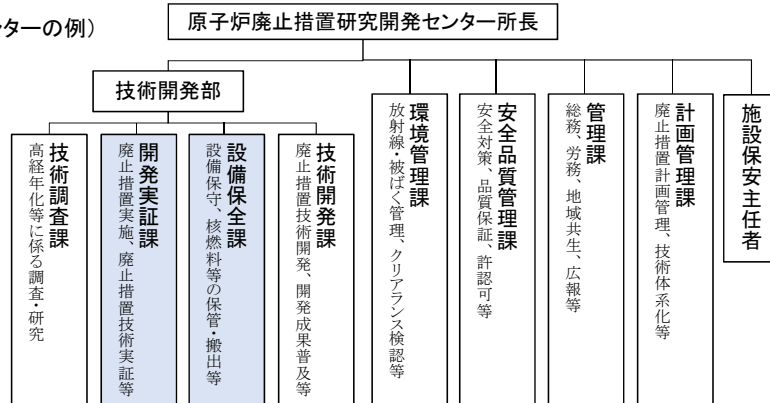 ンターの例）
原子炉廃止措置研究開発センター所長
技術開発部
施設保安主任者
計画管理課
廃止措置計画管理、技術体系化等
管理課
総務、労務、地域共生、広報等
安全品質管理課
安全対策、品質保証、許認可等
環境管理課
放射線・被ばく管理、クリアランス検認等
技術開発課
廃止措置技術開発、開発成果普及等
設備保全課
設備保守、核燃料等の保管・搬出等
開発実証課
廃止措置実施、廃止措置技術実証等
技術調査課
高経年化等に係る調査・研究